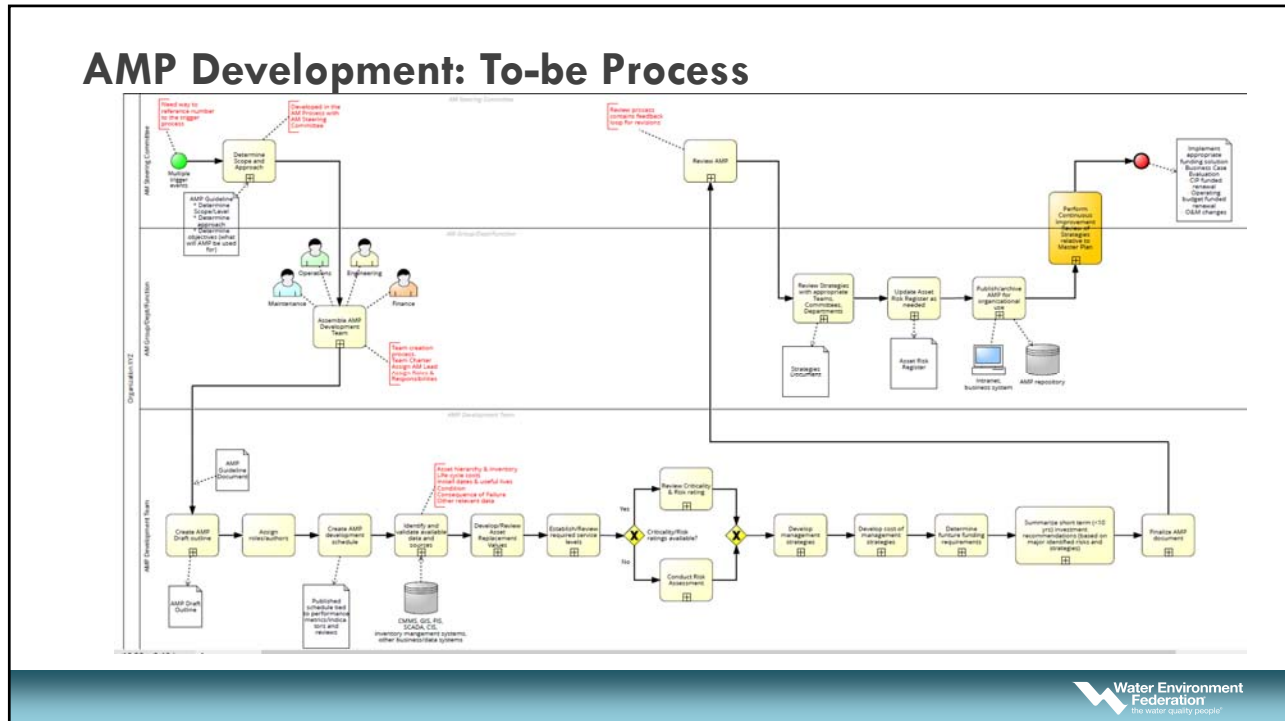 AMP Development: To-be Process
Need way to
reference number
to the trigger
process.
Developed in the
AM Process with
AM Steering
Committee
AM Steering Committee
Review process
contains feedback
loop for revisions
Organization XYZ
AM Steering Committee
Multiple
trigger
events
Determine
Scope and
Approach
AMP Guideline
* Determine
Scope/Level
* Determine
approach
* Determine
objectives (what
will AMP be used
for)
Review AMP
Implement
appropriate
funding solution
- Business Case
Evaluation
- CIP funded
renewal
- Operating
budget funded
renewal
- O&M changes
Perform
Continuous
Improvement
Review of
Strategies
relative to
Master Plan
AM Group/Dept/Function
AM Group/Dept/Function
Operations
Engineering
Maintenance
Finance
Assemble AMP
Development
Team
Team creation
process.
Team Charter
Assign AM Lead
Assign Roles &
Responsibilities
Review Strategies
with appropriate
Teams,
Committees,
Departments
Update Asset
Risk Register as
needed
Publish/archive
AMP for
organizational
use
Strategies
Document
Asset Risk
Register
Intranet,
business system
AMP repository
AMP Development Team
AMP Development Team
AMP
Guideline
Document
Asset hierarchy & Inventory
Life cycle costs
Install dates & useful lives
Condition
Consequence of Failure
Other relevant data
Create AMP
Draft outline
Assign
roles/authors
Create AMP
development
schedule
Identify and
validate available
data and
sources
Develop/Review
Asset
Replacement
Values
Establish/Review
required service
levels
Yes
No
Criticality/Risk
ratings available?
Review Criticality
& Risk rating
Conduct Risk
Assessment
Develop
management
strategies
Develop cost of
management
strategies
Determine
funture funding
requirements
Summarize short term (<10
yrs) investment
recommendations (based on
major identified risks and
strategies)
Finalize AMP
document
AMP Draft
Outline
Published
schedule tied
to performance
metrics/indica
tors and
reviews
CMMS, GIS, FIS,
SCADA, CIS,
inventory mangement systems,
other business/data systems
Water Environment
Federation
the water quality people®